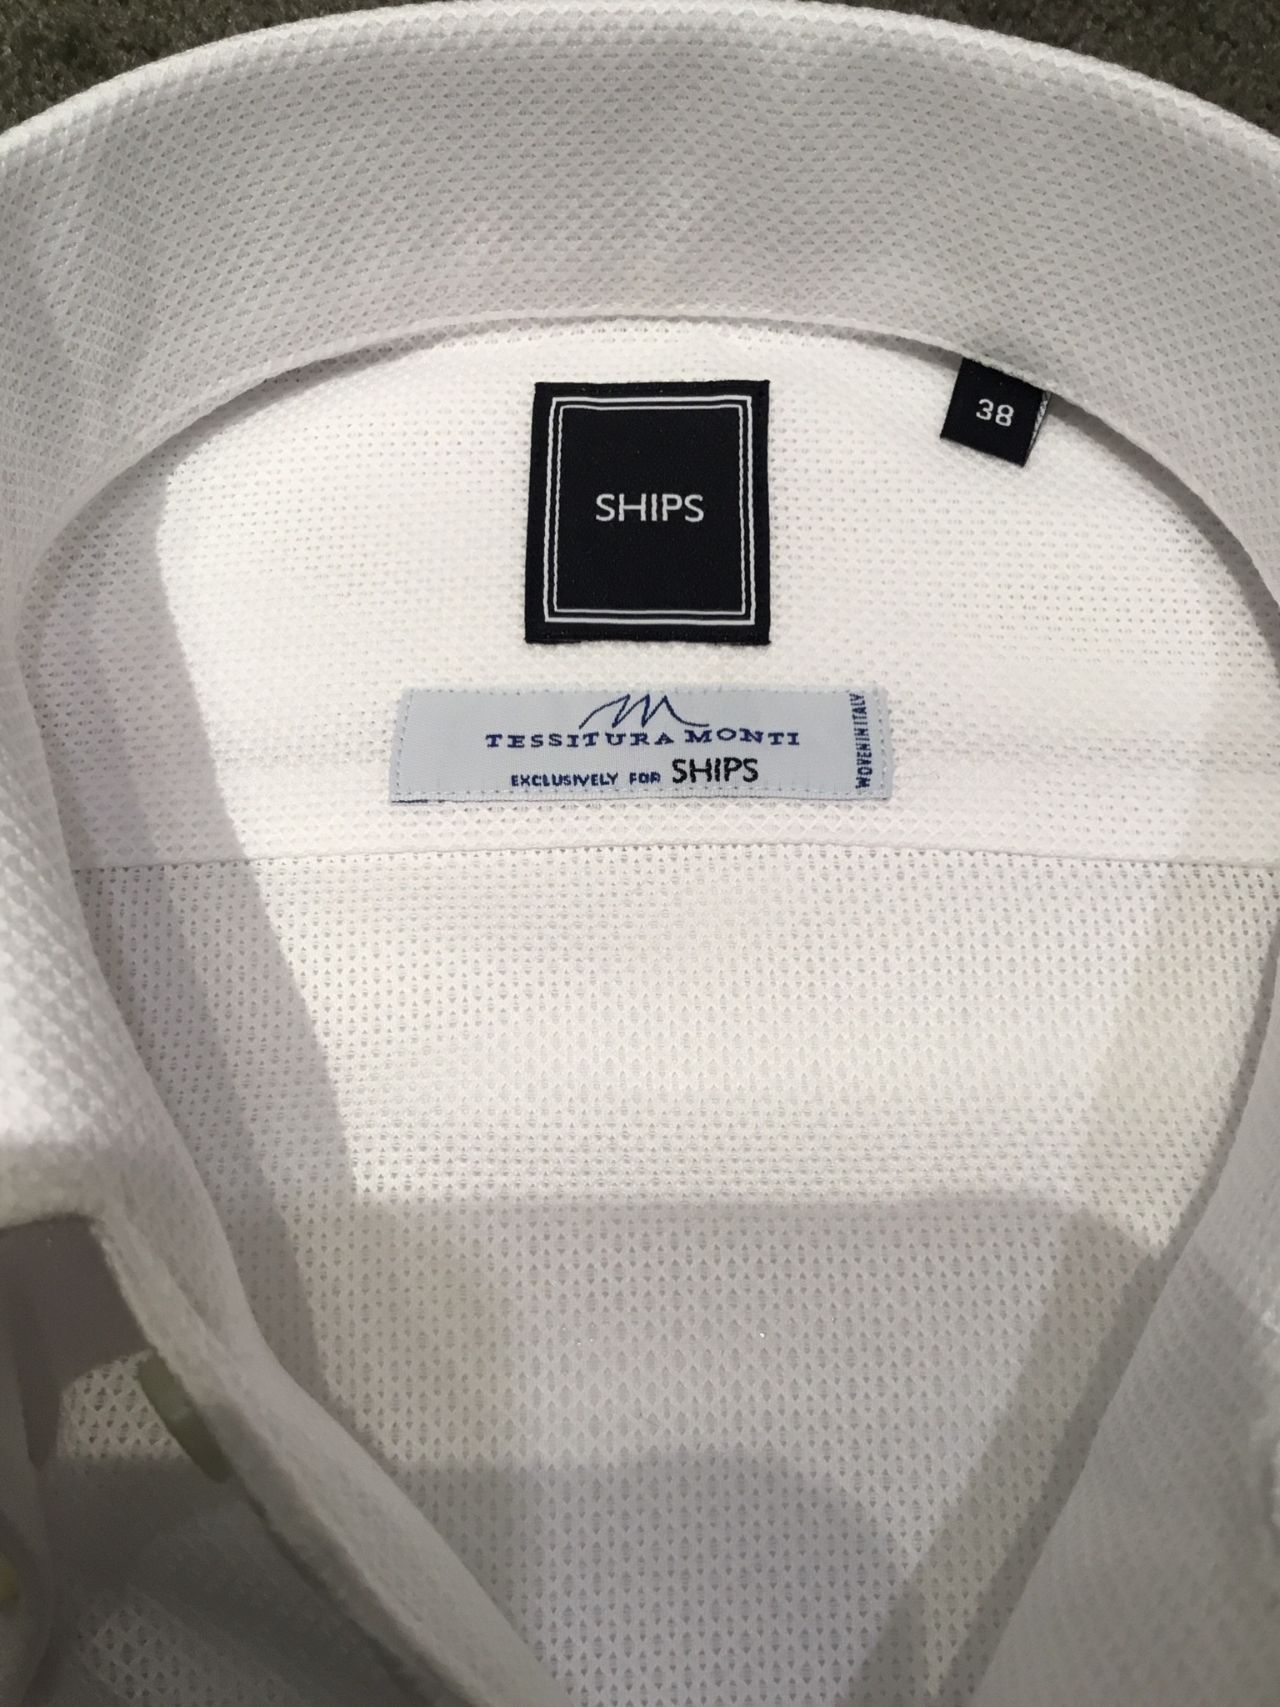 SHIPS
38
TESSITURA MONTI
EXCLUSIVELY FOR SHIPS
WOVEN IN ITALY